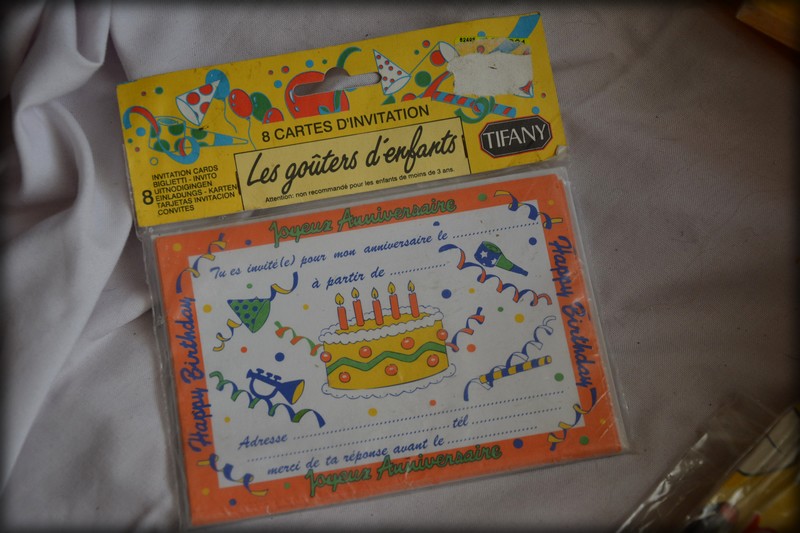 8 CARTES D'INVITATION
Les goûters d'enfants
Attention: non recommandé pour les enfants de moins de 3 ans.
TIFANY
8
INVITATION CARDS
BIGLIETTI - INVITO
UITNODIGINGEN
EINLADUNGS - KARTEN
TARJETAS INVITACION
CONVITES
Joyeux Anniversaire
Tu es invité(e) pour mon anniversaire le ..................
à partir de ..............
Happy Birthday
Happy Birthday
Adresse ..................................................
.................................................. tél ..................
merci de ta réponse avant le ..................
Joyeux Anniversaire